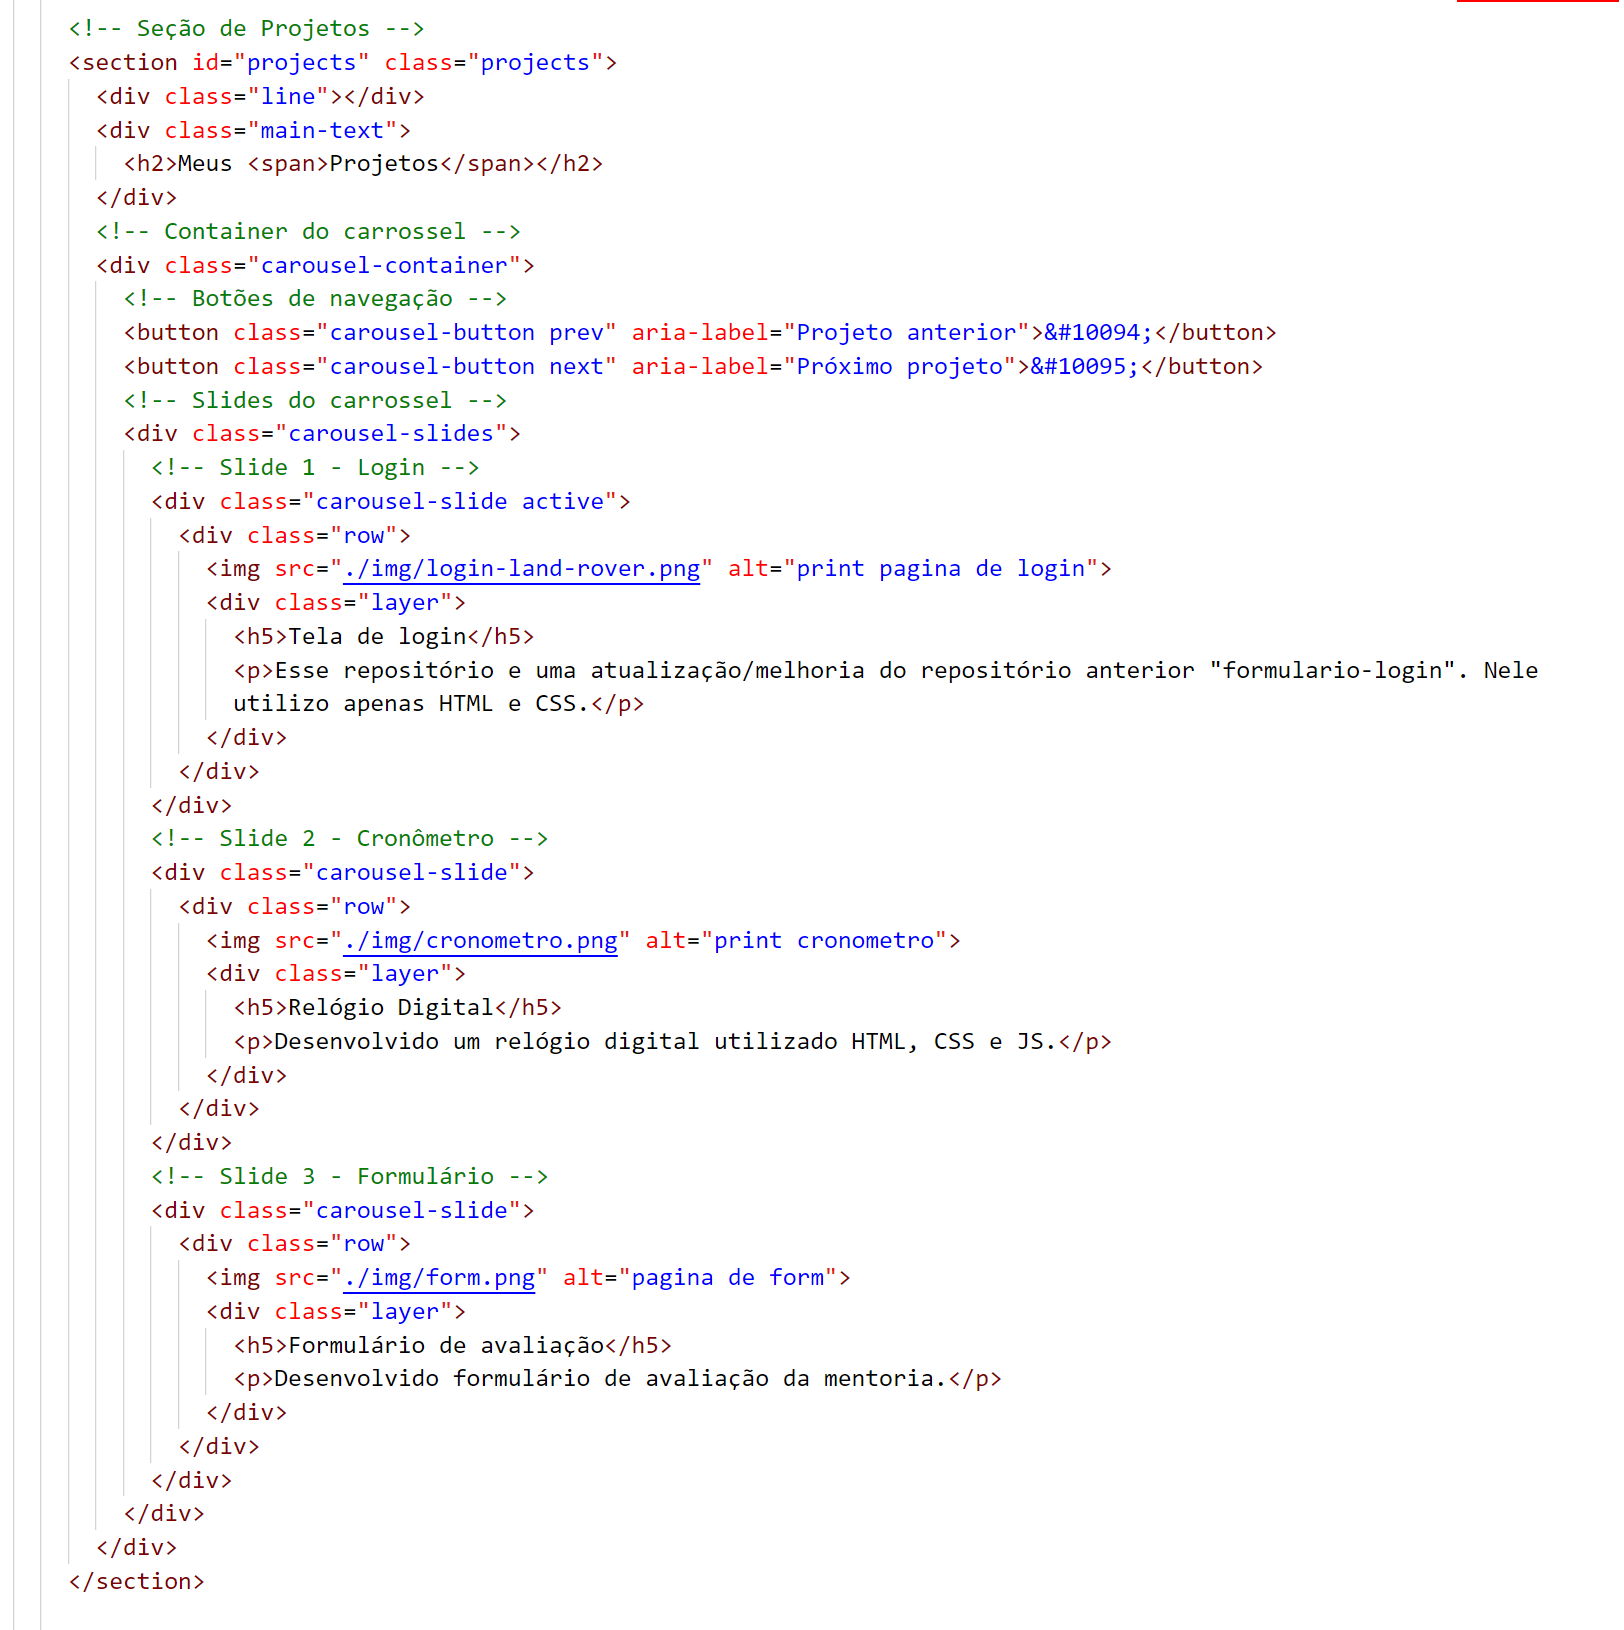 <!-- Seção de Projetos -->
<section id="projects" class="projects">
<div class="line"></div>
<div class="main-text">
<h2>Meus <span>Projetos</span></h2>
</div>
<!-- Container do carrossel -->
<div class="carousel-container">
<!-- Botões de navegação -->
<button class="carousel-button prev" aria-label="Projeto anterior">&#10094;</button>
<button class="carousel-button next" aria-label="Próximo projeto">&#10095;</button>
<!-- Slides do carrossel -->
<div class="carousel-slides">
<!-- Slide 1 - Login -->
<div class="carousel-slide active">
<div class="row">
<img src="./img/login-land-rover.png" alt="print pagina de login">
<div class="layer">
<h5>Tela de login</h5>
<p>Esse repositório e uma atualização/melhoria do repositório anterior "formulario-login". Nele
utilizo apenas HTML e CSS.</p>
</div>
</div>
</div>
<!-- Slide 2 - Cronômetro -->
<div class="carousel-slide">
<div class="row">
<img src="./img/cronometro.png" alt="print cronometro">
<div class="layer">
<h5>Relógio Digital</h5>
<p>Desenvolvido um relógio digital utilizado HTML, CSS e JS.</p>
</div>
</div>
</div>
<!-- Slide 3 - Formulário -->
<div class="carousel-slide">
<div class="row">
<img src="./img/form.png" alt="pagina de form">
<div class="layer">
<h5>Formulário de avaliação</h5>
<p>Desenvolvido formulário de avaliação da mentoria.</p>
</div>
</div>
</div>
</div>
</div>
</section>